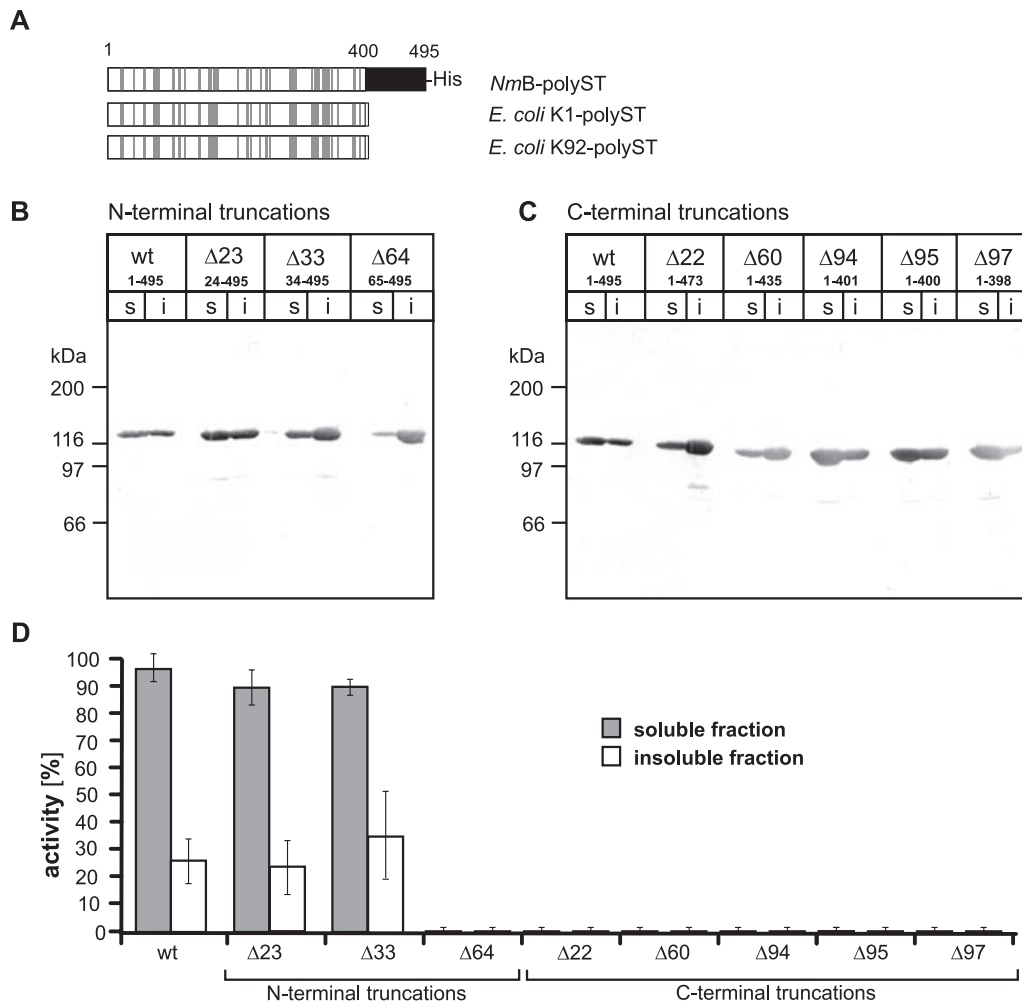 A
1 400 495
-His
NmB-polyST
E. coli K1-polyST
E. coli K92-polyST
B N-terminal truncations
wt Δ23 Δ33 Δ64
1-495 24-495 34-495 65-495
s i s i s i s i
kDa
200
116
97
66
C C-terminal truncations
wt Δ22 Δ60 Δ94 Δ95 Δ97
1-495 1-473 1-435 1-401 1-400 1-398
s i s i s i s i s i s i
kDa
200
116
97
66
D
activity [%]
100
90
80
70
60
50
40
30
20
10
0
soluble fraction
insoluble fraction
wt Δ23 Δ33 Δ64 Δ22 Δ60 Δ94 Δ95 Δ97
N-terminal truncations C-terminal truncations